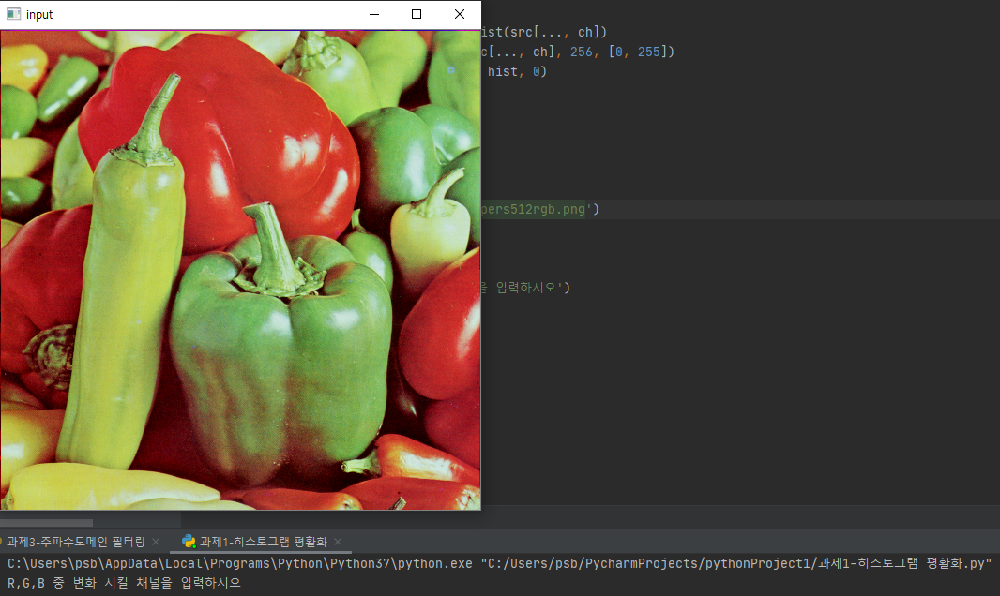 input
ist(src[..., ch])
c[..., ch], 256, [0, 255])
hist, 0)
pers512rgb.png')
입력하시오')
과제3-주파수도메인 필터링
과제1-히스토그램 평활화
C:\Users\psb\AppData\Local\Programs\Python\Python37\python.exe "C:/Users/psb/PycharmProjects/pythonProject1/과제1-히스토그램 평활화.py"
R,G,B 중 변화 시킬 채널을 입력하시오